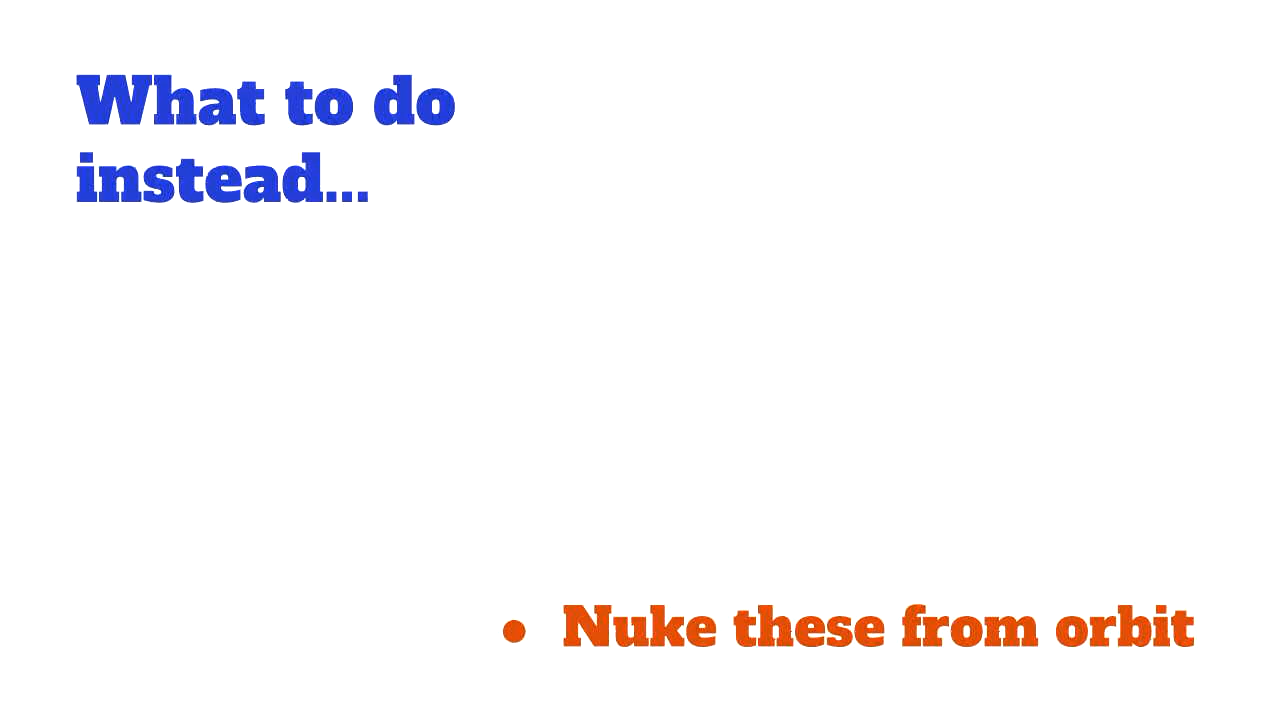 What to do
instead...
● Nuke these from orbit